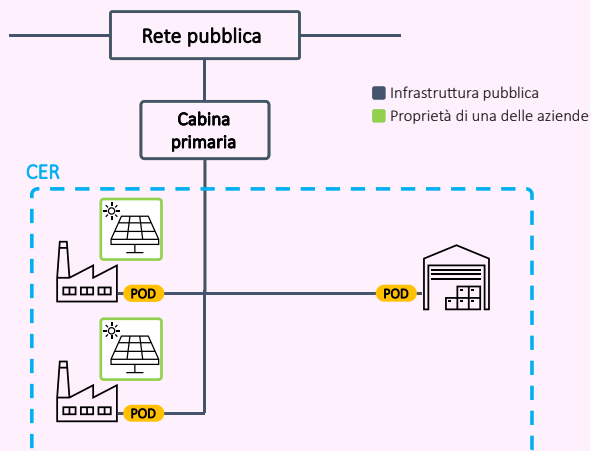 Rete pubblica
Infrastruttura pubblica
Cabina
primaria
Proprietà di una delle aziende
CER
POD
POD
POD